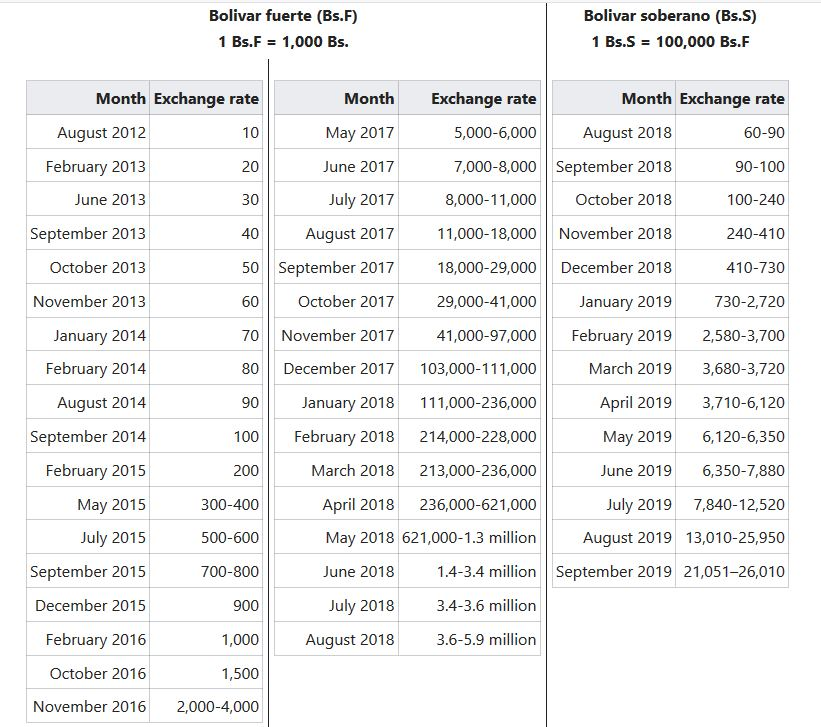 Bolivar fuerte (Bs.F)
1 Bs.F = 1,000 Bs.
Month Exchange rate
August 2012 10
February 2013 20
June 2013 30
September 2013 40
October 2013 50
November 2013 60
January 2014 70
February 2014 80
August 2014 90
September 2014 100
February 2015 200
May 2015 300-400
July 2015 500-600
September 2015 700-800
December 2015 900
February 2016 1,000
October 2016 1,500
November 2016 2,000-4,000
Month Exchange rate
May 2017 5,000-6,000
June 2017 7,000-8,000
July 2017 8,000-11,000
August 2017 11,000-18,000
September 2017 18,000-29,000
October 2017 29,000-41,000
November 2017 41,000-97,000
December 2017 103,000-111,000
January 2018 111,000-236,000
February 2018 214,000-228,000
March 2018 213,000-236,000
April 2018 236,000-621,000
May 2018 621,000-1.3 million
June 2018 1.4-3.4 million
July 2018 3.4-3.6 million
August 2018 3.6-5.9 million
Bolivar soberano (Bs.S)
1 Bs.S = 100,000 Bs.F
Month Exchange rate
August 2018 60-90
September 2018 90-100
October 2018 100-240
November 2018 240-410
December 2018 410-730
January 2019 730-2,720
February 2019 2,580-3,700
March 2019 3,680-3,720
April 2019 3,710-6,120
May 2019 6,120-6,350
June 2019 6,350-7,880
July 2019 7,840-12,520
August 2019 13,010-25,950
September 2019 21,051–26,010